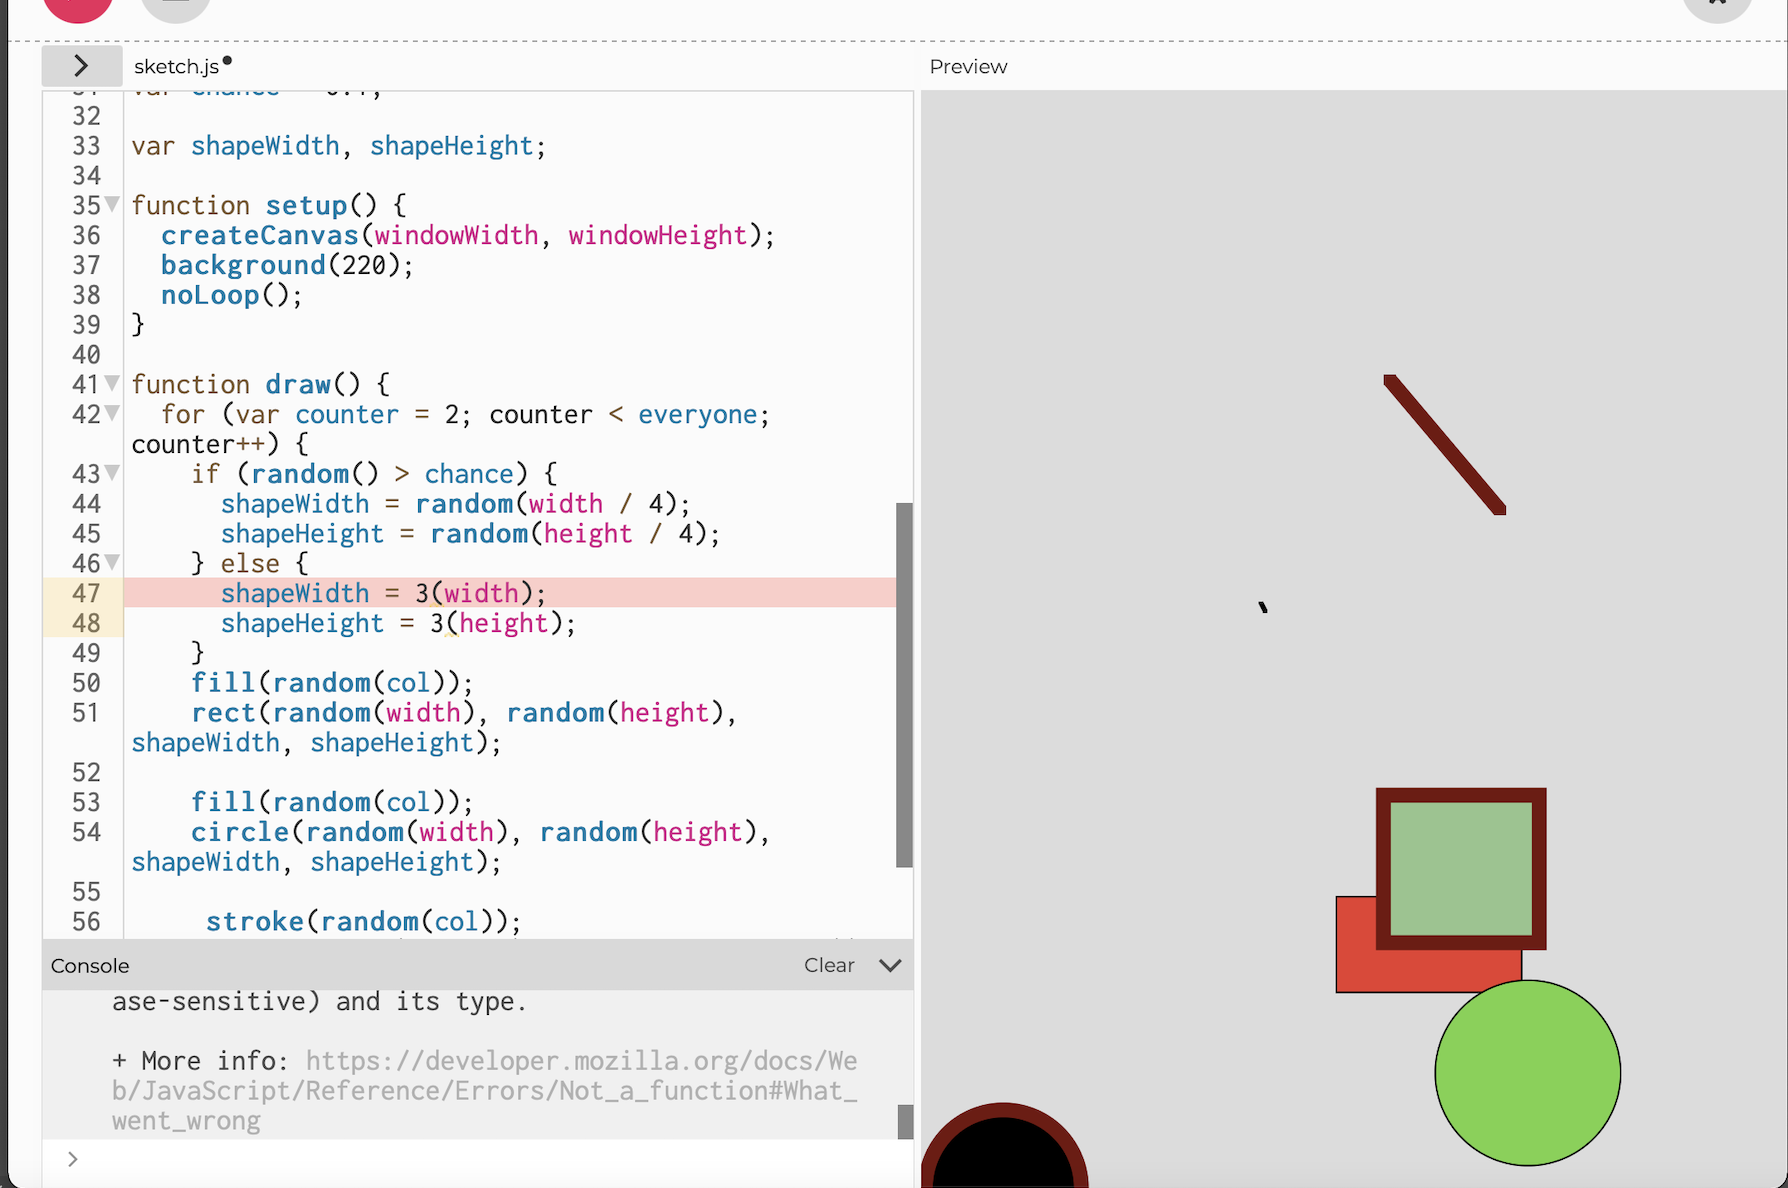 sketch.js
Preview
32
33 var shapeWidth, shapeHeight;
34
35 function setup() {
36 createCanvas(windowWidth, windowHeight);
37 background(220);
38 noLoop();
39 }
40
41 function draw() {
42 for (var counter = 2; counter < everyone;
counter++) {
43 if (random() > chance) {
44 shapeWidth = random(width / 4);
45 shapeHeight = random(height / 4);
46 } else {
47 shapeWidth = 3(width);
48 shapeHeight = 3(height);
49 }
50 fill(random(col));
51 rect(random(width), random(height),
shapeWidth, shapeHeight);
52
53 fill(random(col));
54 circle(random(width), random(height),
shapeWidth, shapeHeight);
55
56 stroke(random(col));
Console
Clear
ase-sensitive) and its type.
+ More info: https://developer.mozilla.org/docs/We
b/JavaScript/Reference/Errors/Not_a_function#What_
went_wrong
>